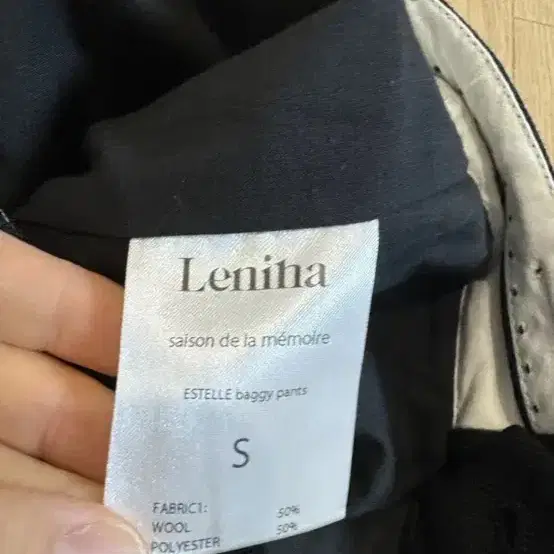 Leniha
saison de la mémoire
ESTELLE baggy pants
S
FABRIC1:
WOOL 50%
POLYESTER 50%